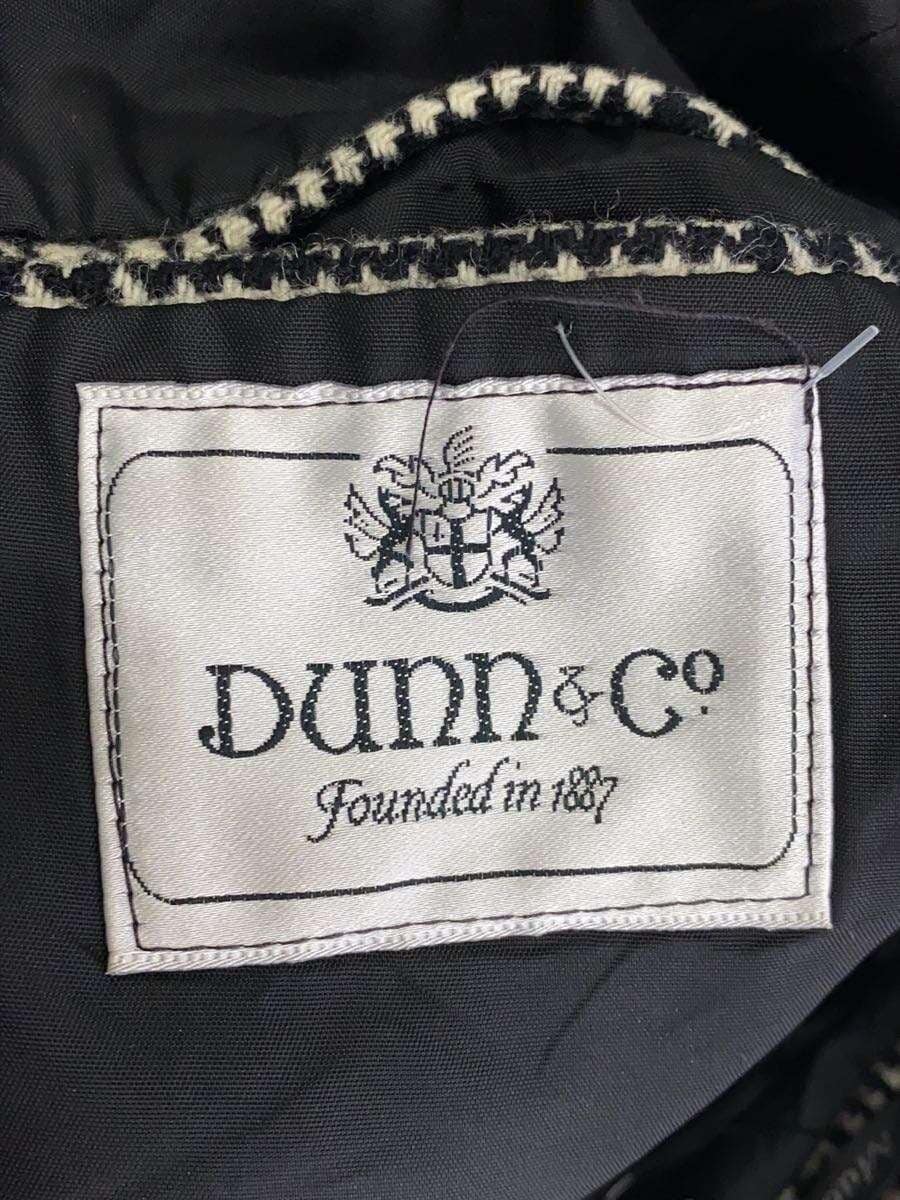 Dunn & Co.
Founded in 1887